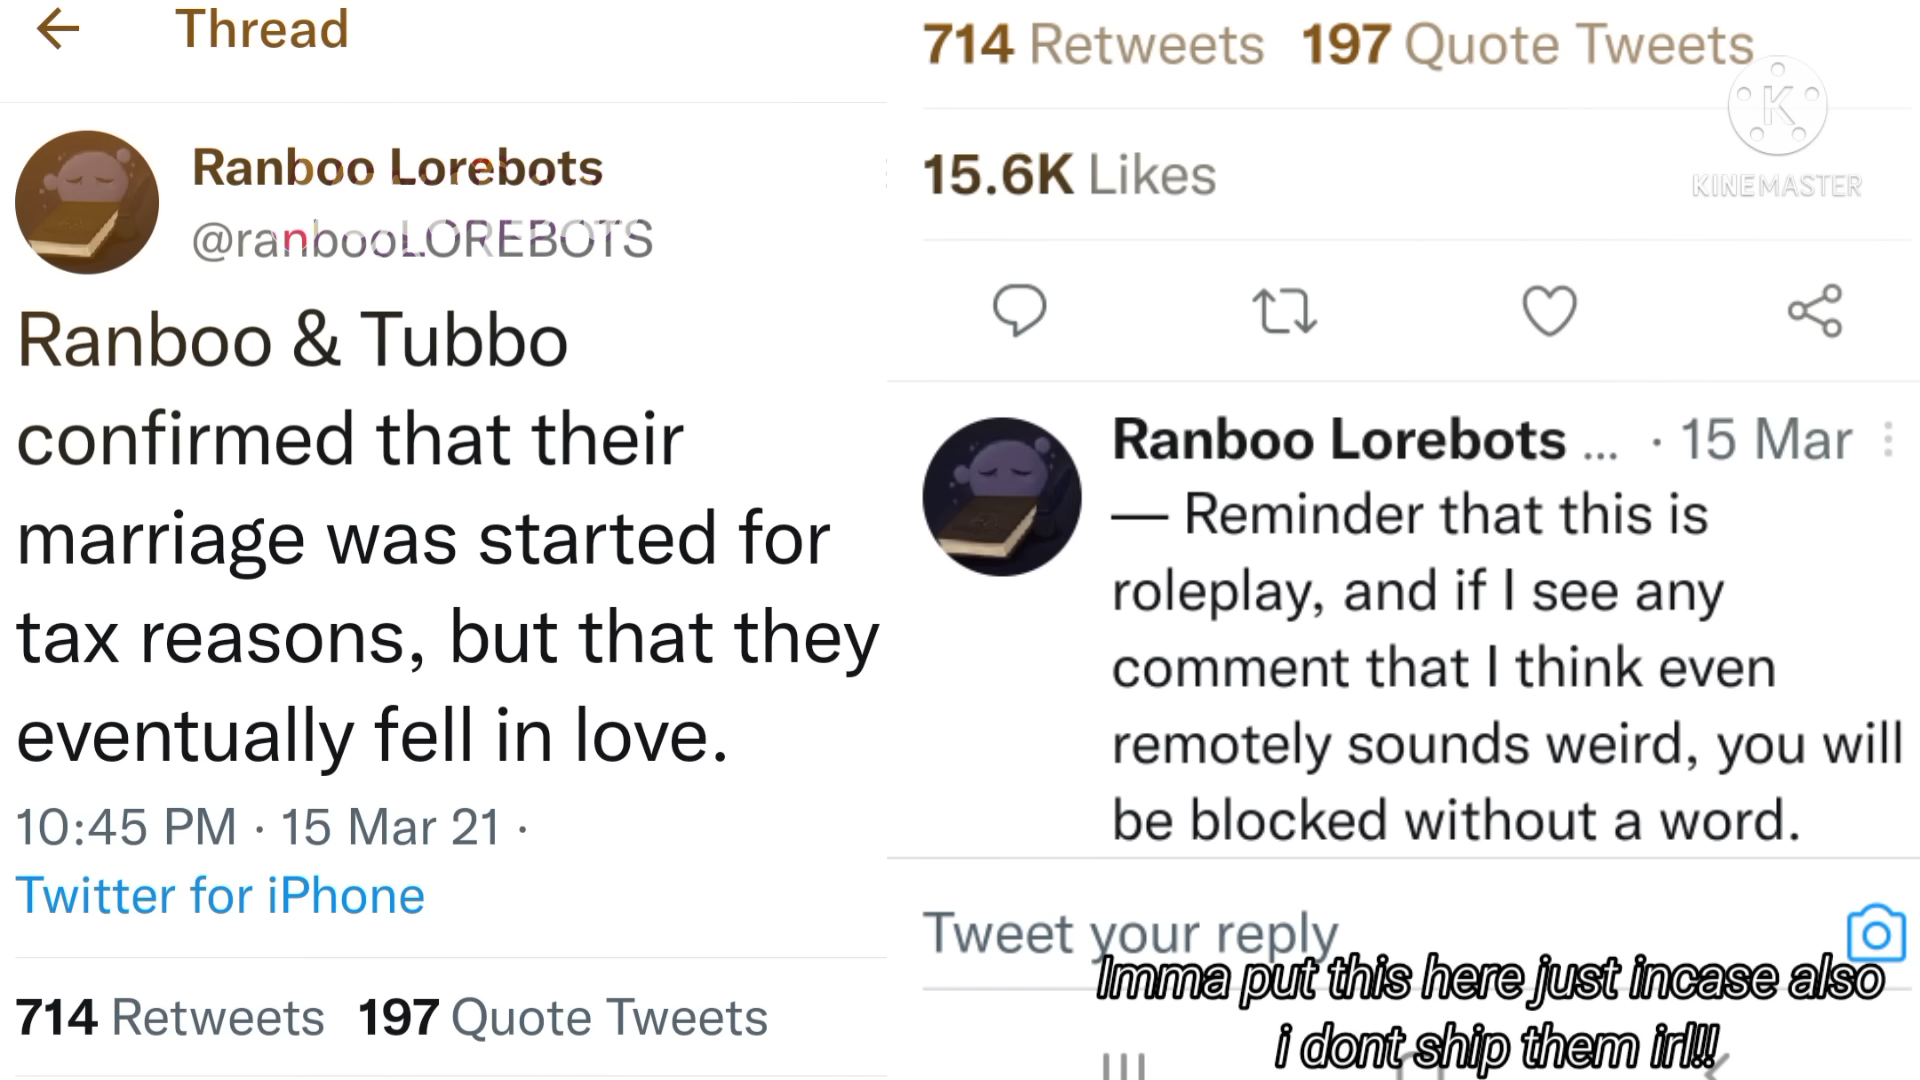 Thread
Ranboo Lorebots
@ranbooLOREBOTS
Ranboo & Tubbo
confirmed that their
marriage was started for
tax reasons, but that they
eventually fell in love.
10:45 PM · 15 Mar 21 ·
Twitter for iPhone
714 Retweets 197 Quote Tweets
714 Retweets 197 Quote Tweets
K
KINEMASTER
15.6K Likes
Ranboo Lorebots ... · 15 Mar
— Reminder that this is
roleplay, and if I see any
comment that I think even
remotely sounds weird, you will
be blocked without a word.
Tweet your reply
Imma put this here just incase also
i dont ship them irl!!